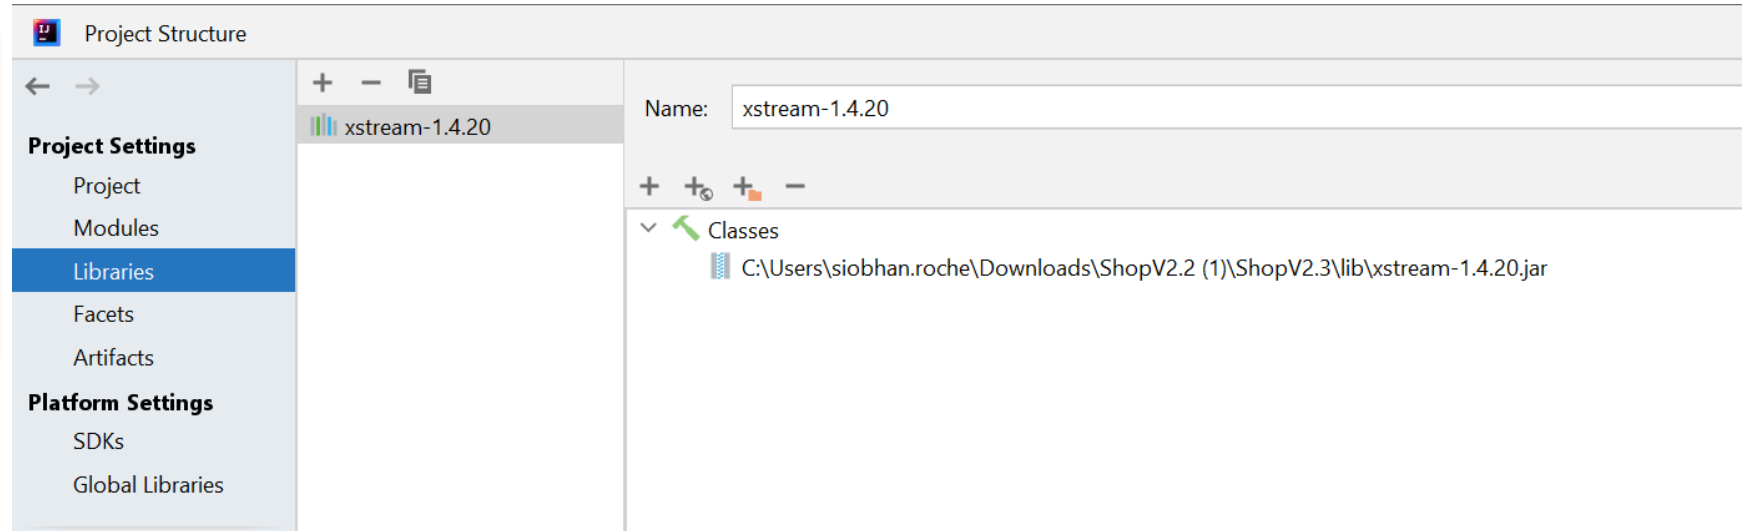 Project Structure
Project Settings
Project
Modules
Libraries
Facets
Artifacts
Platform Settings
SDKs
Global Libraries
xstream-1.4.20
Name: xstream-1.4.20
Classes
C:\Users\siobhan.roche\Downloads\ShopV2.2 (1)\ShopV2.3\lib\xstream-1.4.20.jar